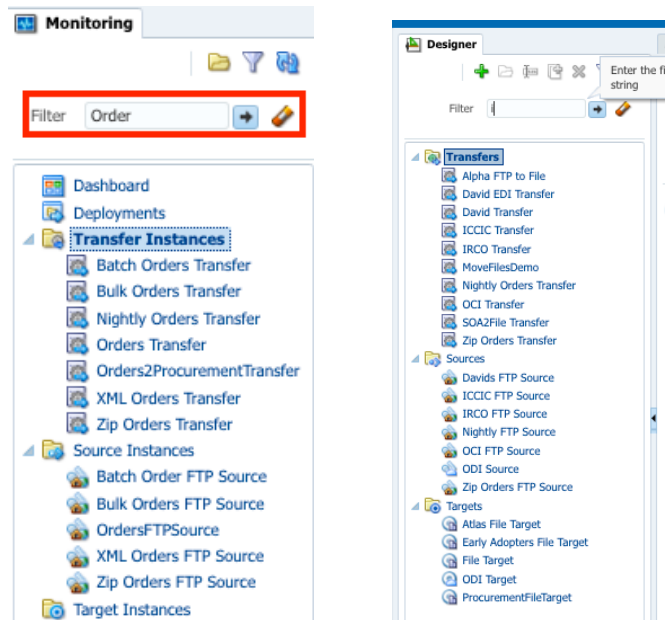 Monitoring
Filter Order
Dashboard
Deployments
Transfer Instances
Batch Orders Transfer
Bulk Orders Transfer
Nightly Orders Transfer
Orders Transfer
Orders2ProcurementTransfer
XML Orders Transfer
Zip Orders Transfer
Source Instances
Batch Order FTP Source
Bulk Orders FTP Source
OrdersFTPSource
XML Orders FTP Source
Zip Orders FTP Source
Target Instances
Designer
Enter the fi
string
Filter i
Transfers
Alpha FTP to File
David EDI Transfer
David Transfer
ICCIC Transfer
IRCO Transfer
MoveFilesDemo
Nightly Orders Transfer
OCI Transfer
SOA2File Transfer
Zip Orders Transfer
Sources
Davids FTP Source
ICCIC FTP Source
IRCO FTP Source
Nightly FTP Source
OCI FTP Source
ODI Source
Zip Orders FTP Source
Targets
Atlas File Target
Early Adopters File Target
File Target
ODI Target
ProcurementFileTarget